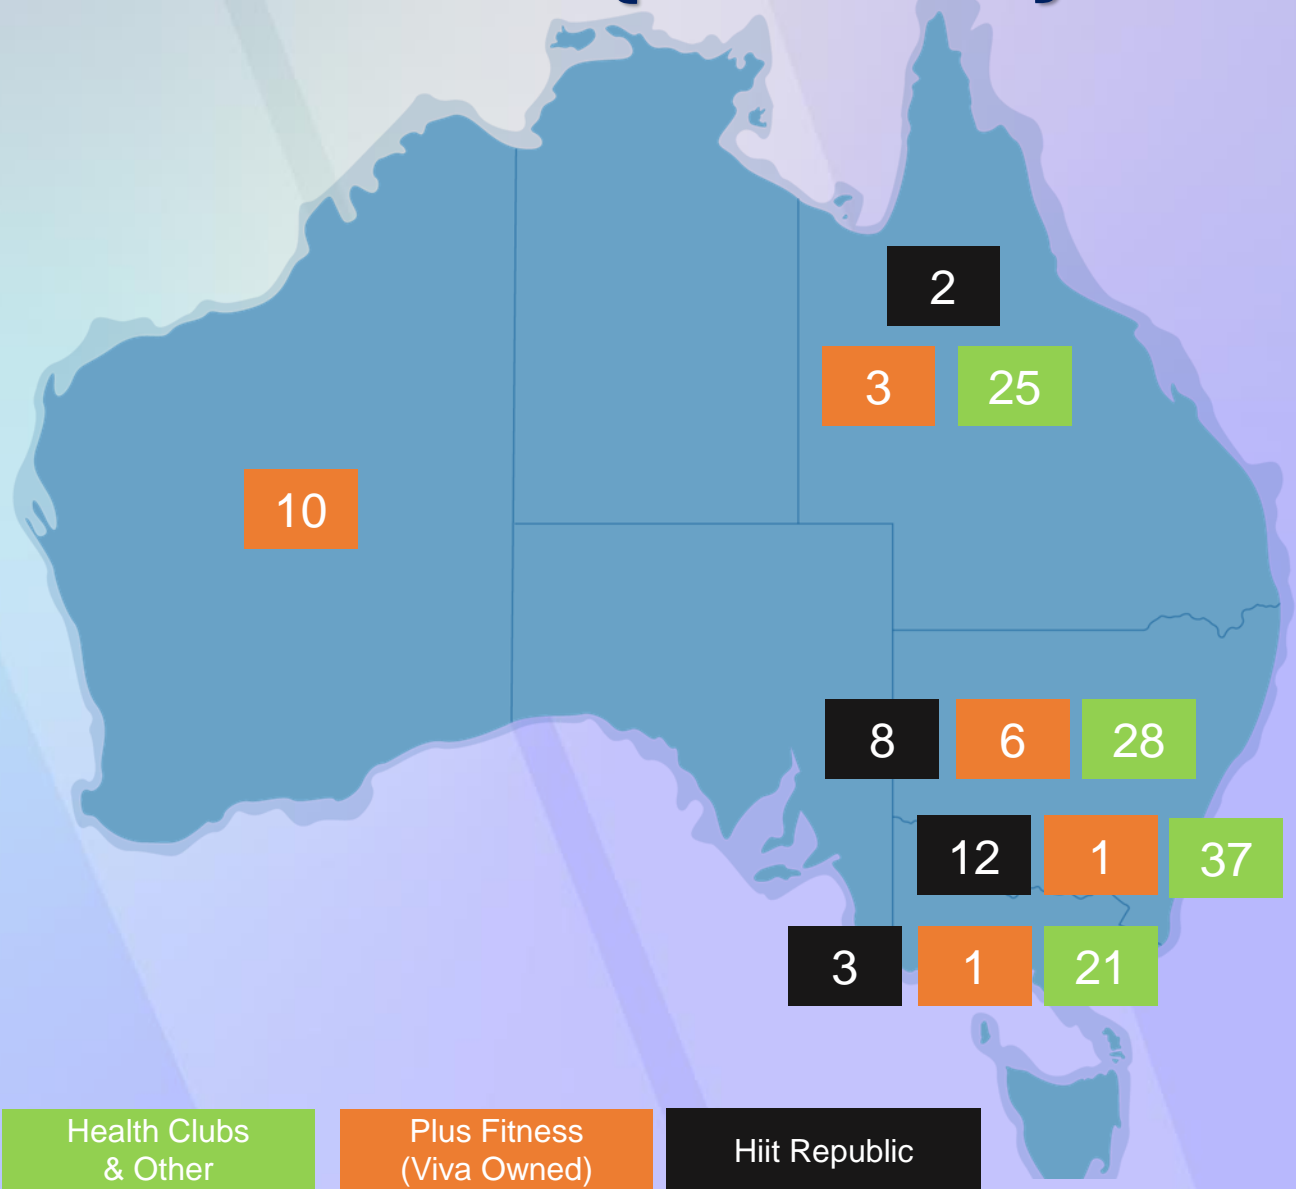 2
3 25
10
8 6 28
12 1 37
3 1 21
Health Clubs
& Other
Plus Fitness
(Viva Owned)
Hiit Republic